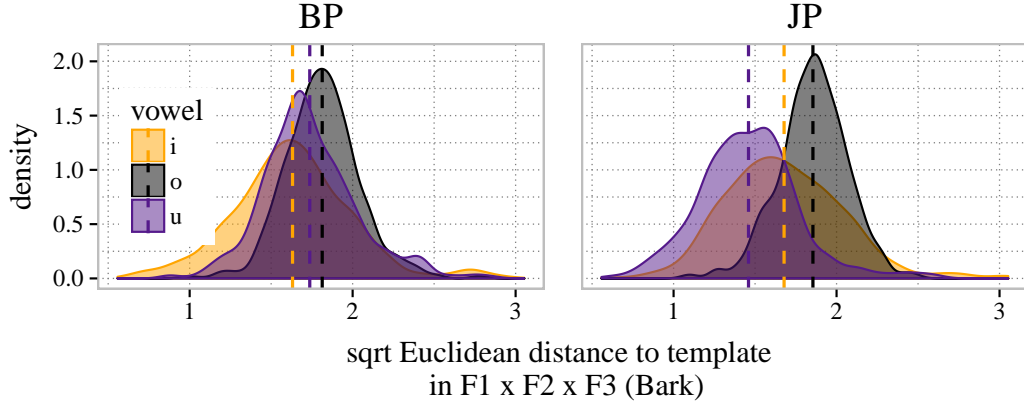 BP
JP
density
2.0
1.5
1.0
0.5
0.0
vowel
i
o
u
1 2 3
1 2 3
sqrt Euclidean distance to template
in F1 x F2 x F3 (Bark)